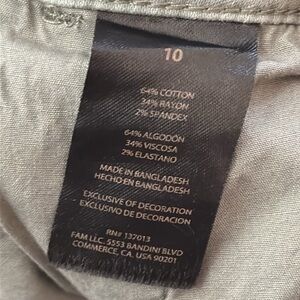 10
64% COTTON
34% RAYON
2% SPANDEX
64% ALGODÓN
34% VISCOSA
2% ELASTANO
MADE IN BANGLADESH
HECHO EN BANGLADESH
EXCLUSIVE OF DECORATION
EXCLUSIVO DE DECORACION
RN# 137013
FAM LLC. 5553 BANDINI BLVD
COMMERCE, CA. USA 90201